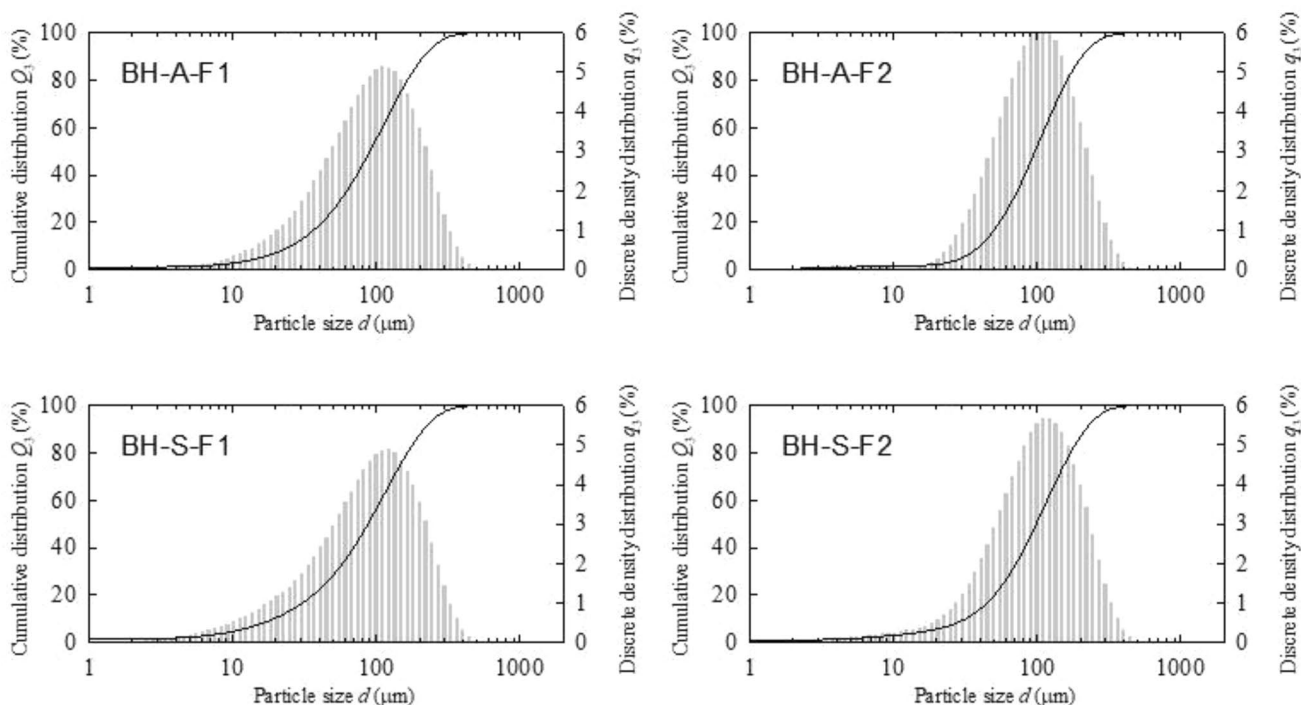 BH-A-F1
Cumulative distribution Q₃ (%)
100
80
60
40
20
0
1 10 100 1000
Particle size d (μm)
6
5
4
3
2
1
0
Discrete density distribution q₃ (%)
BH-A-F2
Cumulative distribution Q₃ (%)
100
80
60
40
20
0
1 10 100 1000
Particle size d (μm)
6
5
4
3
2
1
0
Discrete density distribution q₃ (%)
BH-S-F1
Cumulative distribution Q₃ (%)
100
80
60
40
20
0
1 10 100 1000
Particle size d (μm)
6
5
4
3
2
1
0
Discrete density distribution q₃ (%)
BH-S-F2
Cumulative distribution Q₃ (%)
100
80
60
40
20
0
1 10 100 1000
Particle size d (μm)
6
5
4
3
2
1
0
Discrete density distribution q₃ (%)